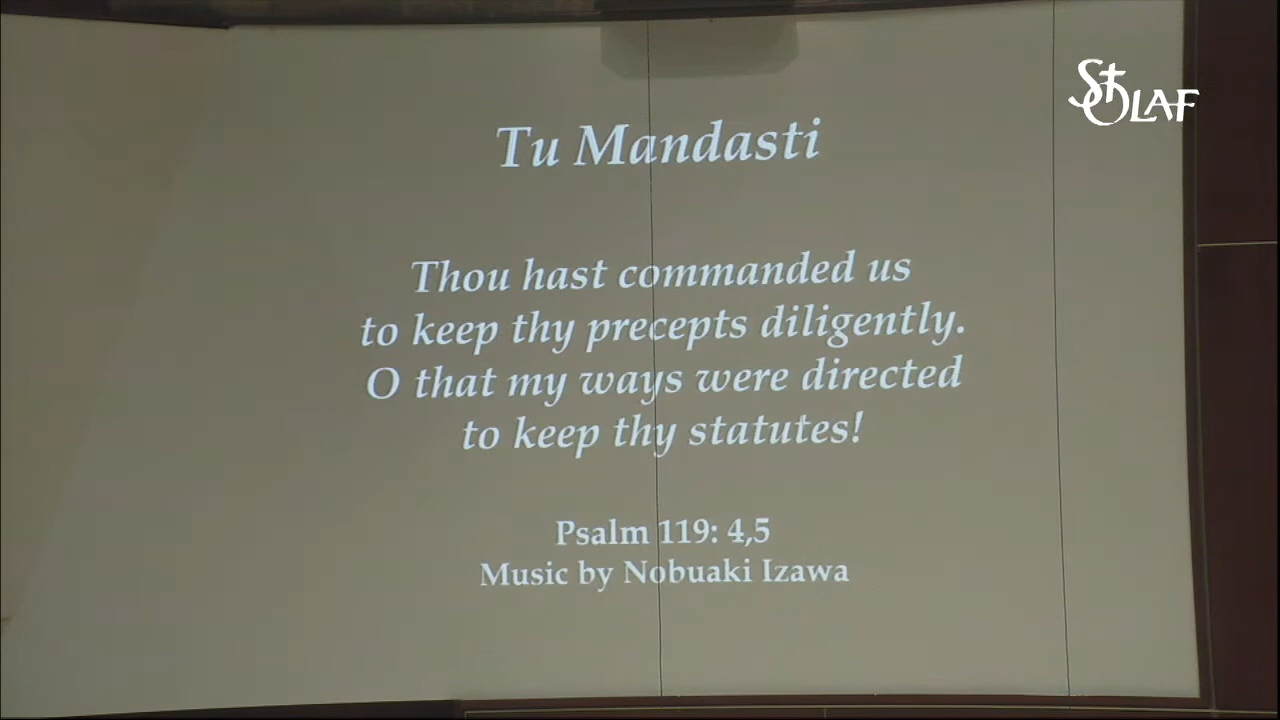 St OLAF
Tu Mandasti
Thou hast commanded us
to keep thy precepts diligently.
O that my ways were directed
to keep thy statutes!
Psalm 119: 4,5
Music by Nobuaki Izawa